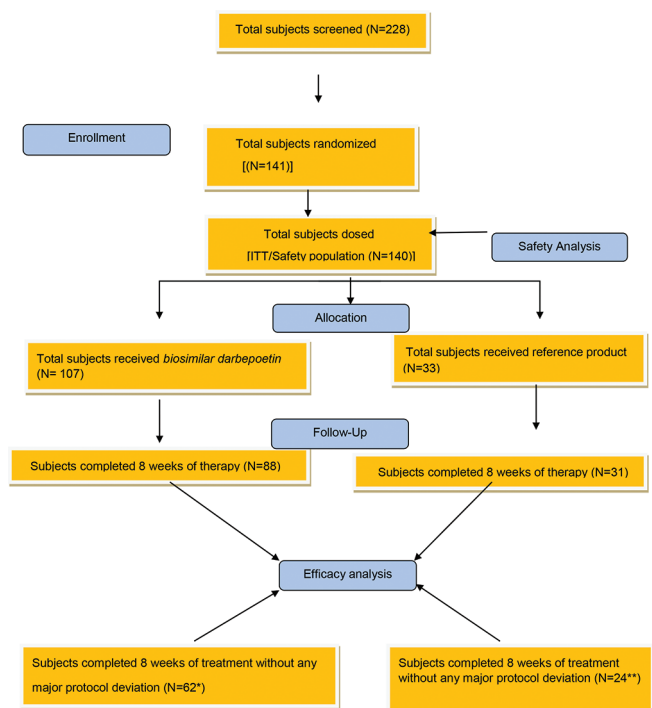 Total subjects screened (N=228)
Enrollment
Total subjects randomized
[(N=141)]
Total subjects dosed
[ITT/Safety population (N=140)]
Safety Analysis
Allocation
Total subjects received biosimilar darbepoetin
(N= 107)
Total subjects received reference product
(N=33)
Follow-Up
Subjects completed 8 weeks of therapy (N=88)
Subjects completed 8 weeks of therapy (N=31)
Efficacy analysis
Subjects completed 8 weeks of treatment without any
major protocol deviation (N=62*)
Subjects completed 8 weeks of treatment
without any major protocol deviation (N=24**)